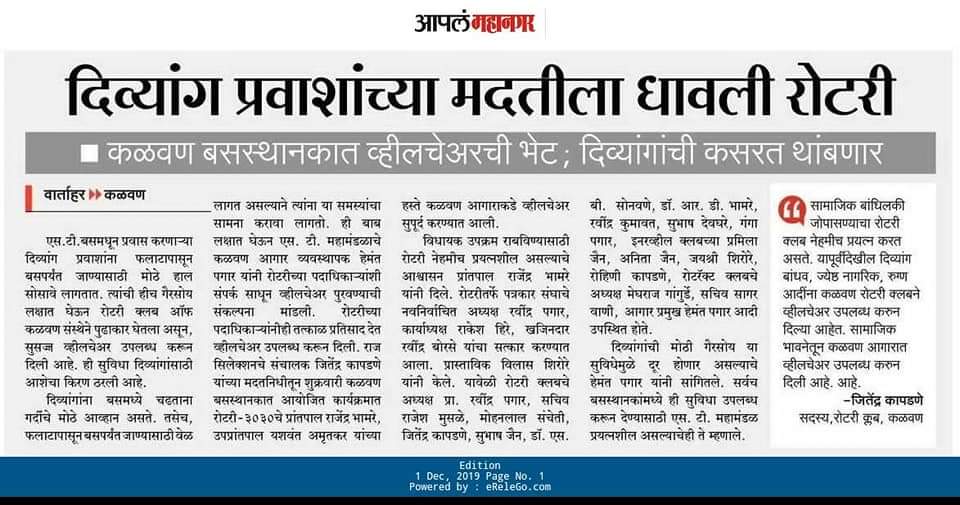 आपलं महानगर
दिव्यांग प्रवाशांच्या मदतीला धावली रोटरी
■ कळवण बसस्थानकात व्हीलचेअरची भेट; दिव्यांगांची कसरत थांबणार
वार्ताहर कळवण
एस.टी.बसमधून प्रवास करणाऱ्या
दिव्यांग प्रवाशांना फलाटापासून
बसपर्यंत जाण्यासाठी मोठे हाल
सोसावे लागतात. त्यांची हीच गैरसोय
लक्षात घेऊन रोटरी क्लब ऑफ
कळवण संस्थेने पुढाकार घेतला असून,
सुसज्ज व्हीलचेअर उपलब्ध करून
दिली आहे. ही सुविधा दिव्यांगांसाठी
आशेचा किरण ठरली आहे.
दिव्यांगांना बसमध्ये चढताना
गर्दीचे मोठे आव्हान असते. तसेच,
फलाटापासून बसपर्यंत जाण्यासाठी वेळ
लागत असल्याने त्यांना या समस्यांचा
सामना करावा लागतो. ही बाब
लक्षात घेऊन एस. टी. महामंडळाचे
कळवण आगार व्यवस्थापक हेमंत
पगार यांनी रोटरीच्या पदाधिकाऱ्यांशी
संपर्क साधून व्हीलचेअर पुरवण्याची
संकल्पना मांडली. रोटरीच्या
पदाधिकाऱ्यांनीही तत्काळ प्रतिसाद देत
व्हीलचेअर उपलब्ध करून दिली. राज
सिलेक्शनचे संचालक जितेंद्र कापडणे
यांच्या मदतनिधीतून शुक्रवारी कळवण
बसस्थानकात आयोजित कार्यक्रमात
रोटरी-३०३०चे प्रांतपाल राजेंद्र भामरे,
उपप्रांतपाल यशवंत अमृतकर यांच्या
हस्ते कळवण आगाराकडे व्हीलचेअर
सुपूर्द करण्यात आली.
विधायक उपक्रम राबविण्यासाठी
रोटरी नेहमीच प्रयत्नशील असल्याचे
आश्वासन प्रांतपाल राजेंद्र भामरे
यांनी दिले. रोटरीतर्फे पत्रकार संघाचे
नवनिर्वाचित अध्यक्ष रवींद्र पगार,
कार्याध्यक्ष राकेश हिरे, खजिनदार
रवींद्र बोरसे यांचा सत्कार करण्यात
आला. प्रास्ताविक विलास शिरोरे
यांनी केले. यावेळी रोटरी क्लबचे
अध्यक्ष प्रा. रवींद्र पगार, सचिव
राजेश मुसळे, मोहनलाल संचेती,
जितेंद्र कापडणे, सुभाष जैन, डॉ. एस.
बी. सोनवणे, डॉ. आर. डी. भामरे,
रवींद्र कुमावत, सुभाष देवघरे, गंगा
पगार, इनरव्हील क्लबच्या प्रमिला
जैन, अनिता जैन, जयश्री शिरोरे,
रोहिणी कापडणे, रोटरॅक्ट क्लबचे
अध्यक्ष मेघराज गांगुर्डे, सचिव सागर
वाणी, आगार प्रमुख हेमंत पगार आदी
उपस्थित होते.
दिव्यांगांची मोठी गैरसोय या
सुविधेमुळे दूर होणार असल्याचे
हेमंत पगार यांनी सांगितले. सर्वच
बसस्थानकांमध्ये ही सुविधा उपलब्ध
करून देण्यासाठी एस. टी. महामंडळ
प्रयत्नशील असल्याचेही ते म्हणाले.
सामाजिक बांधिलकी
जोपासण्याचा रोटरी
क्लब नेहमीच प्रयत्न करत
असते. यापूर्वीदेखील दिव्यांग
बांधव, ज्येष्ठ नागरिक, रुग्ण
आदींना कळवण रोटरी क्लबने
व्हीलचेअर उपलब्ध करुन
दिल्या आहेत. सामाजिक
भावनेतून कळवण आगारात
व्हीलचेअर उपलब्ध करुन
दिली आहे. आहे.
-जितेंद्र कापडणे
सदस्य,रोटरी क्लब, कळवण
Edition
1 Dec, 2019 Page No. 1
Powered by : eReleGo.com